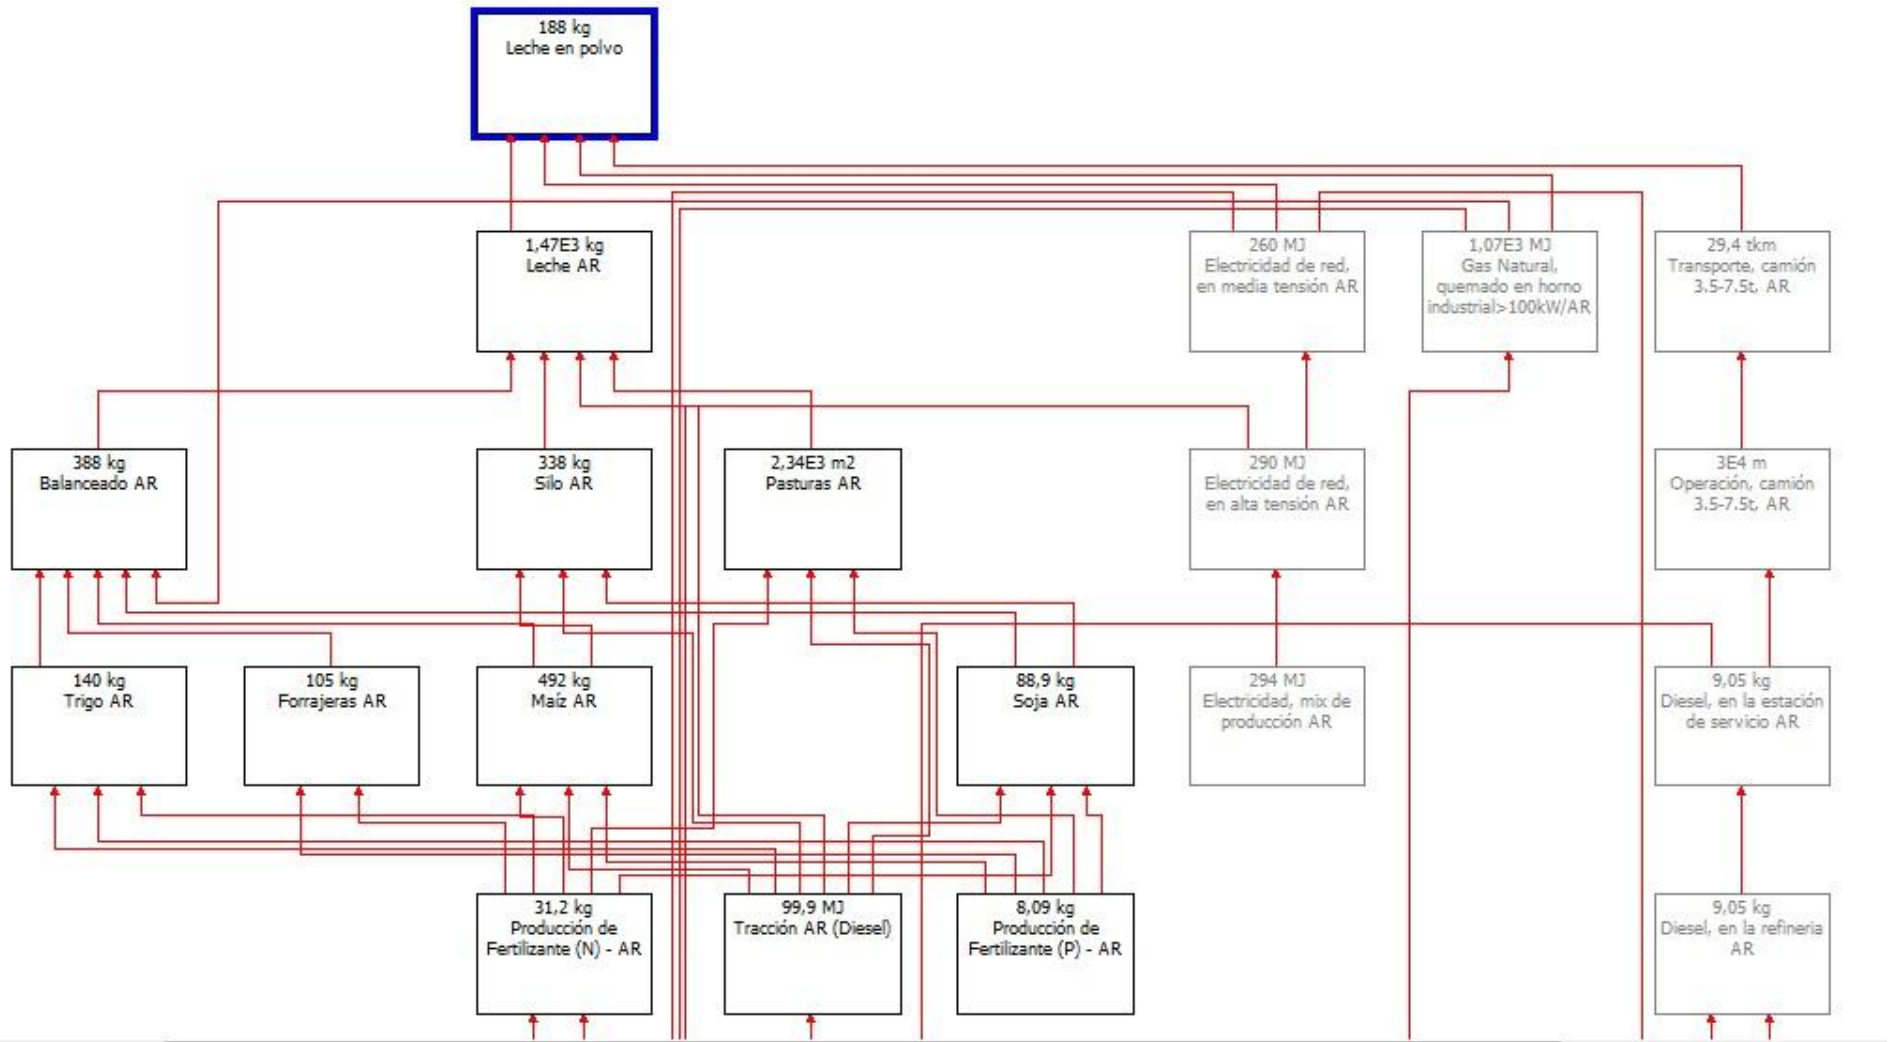 188 kg
Leche en polvo
1,47E3 kg
Leche AR
260 MJ
Electricidad de red,
en media tensión AR
1,07E3 MJ
Gas Natural,
quemado en horno
industrial>100kW/AR
29,4 tkm
Transporte, camión
3.5-7.5t, AR
388 kg
Balanceado AR
338 kg
Silo AR
2,34E3 m2
Pasturas AR
290 MJ
Electricidad de red,
en alta tensión AR
3E4 m
Operación, camión
3.5-7.5t, AR
140 kg
Trigo AR
105 kg
Forrajeras AR
492 kg
Maíz AR
88,9 kg
Soja AR
294 MJ
Electricidad, mix de
producción AR
9,05 kg
Diesel, en la estación
de servicio AR
31,2 kg
Producción de
Fertilizante (N) - AR
99,9 MJ
Tracción AR (Diesel)
8,09 kg
Producción de
Fertilizante (P) - AR
9,05 kg
Diesel, en la refineria
AR